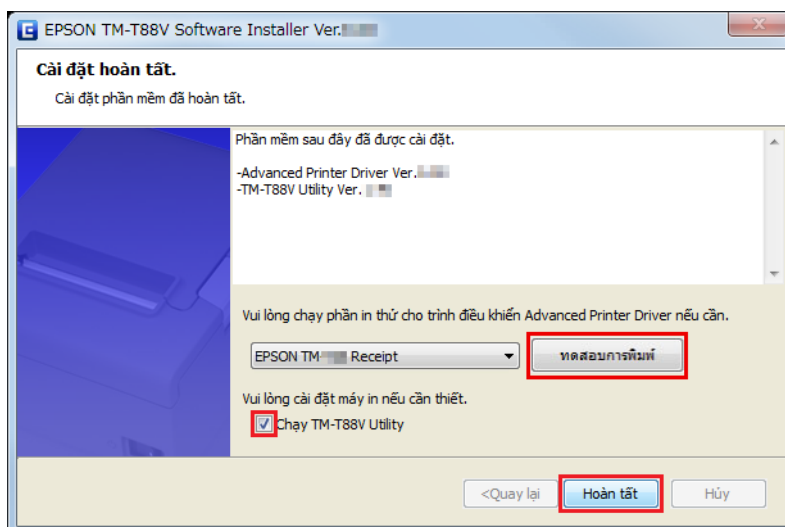 EPSON TM-T88V Software Installer Ver.
Cài đặt hoàn tất.
Cài đặt phần mềm đã hoàn tất.
Phần mềm sau đây đã được cài đặt.
-Advanced Printer Driver Ver.
-TM-T88V Utility Ver.
Vui lòng chạy phần in thử cho trình điều khiển Advanced Printer Driver nếu cần.
EPSON TM- Receipt
ทดสอบการพิมพ์
Vui lòng cài đặt máy in nếu cần thiết.
Chạy TM-T88V Utility
<Quay lại
Hoàn tất
Hủy